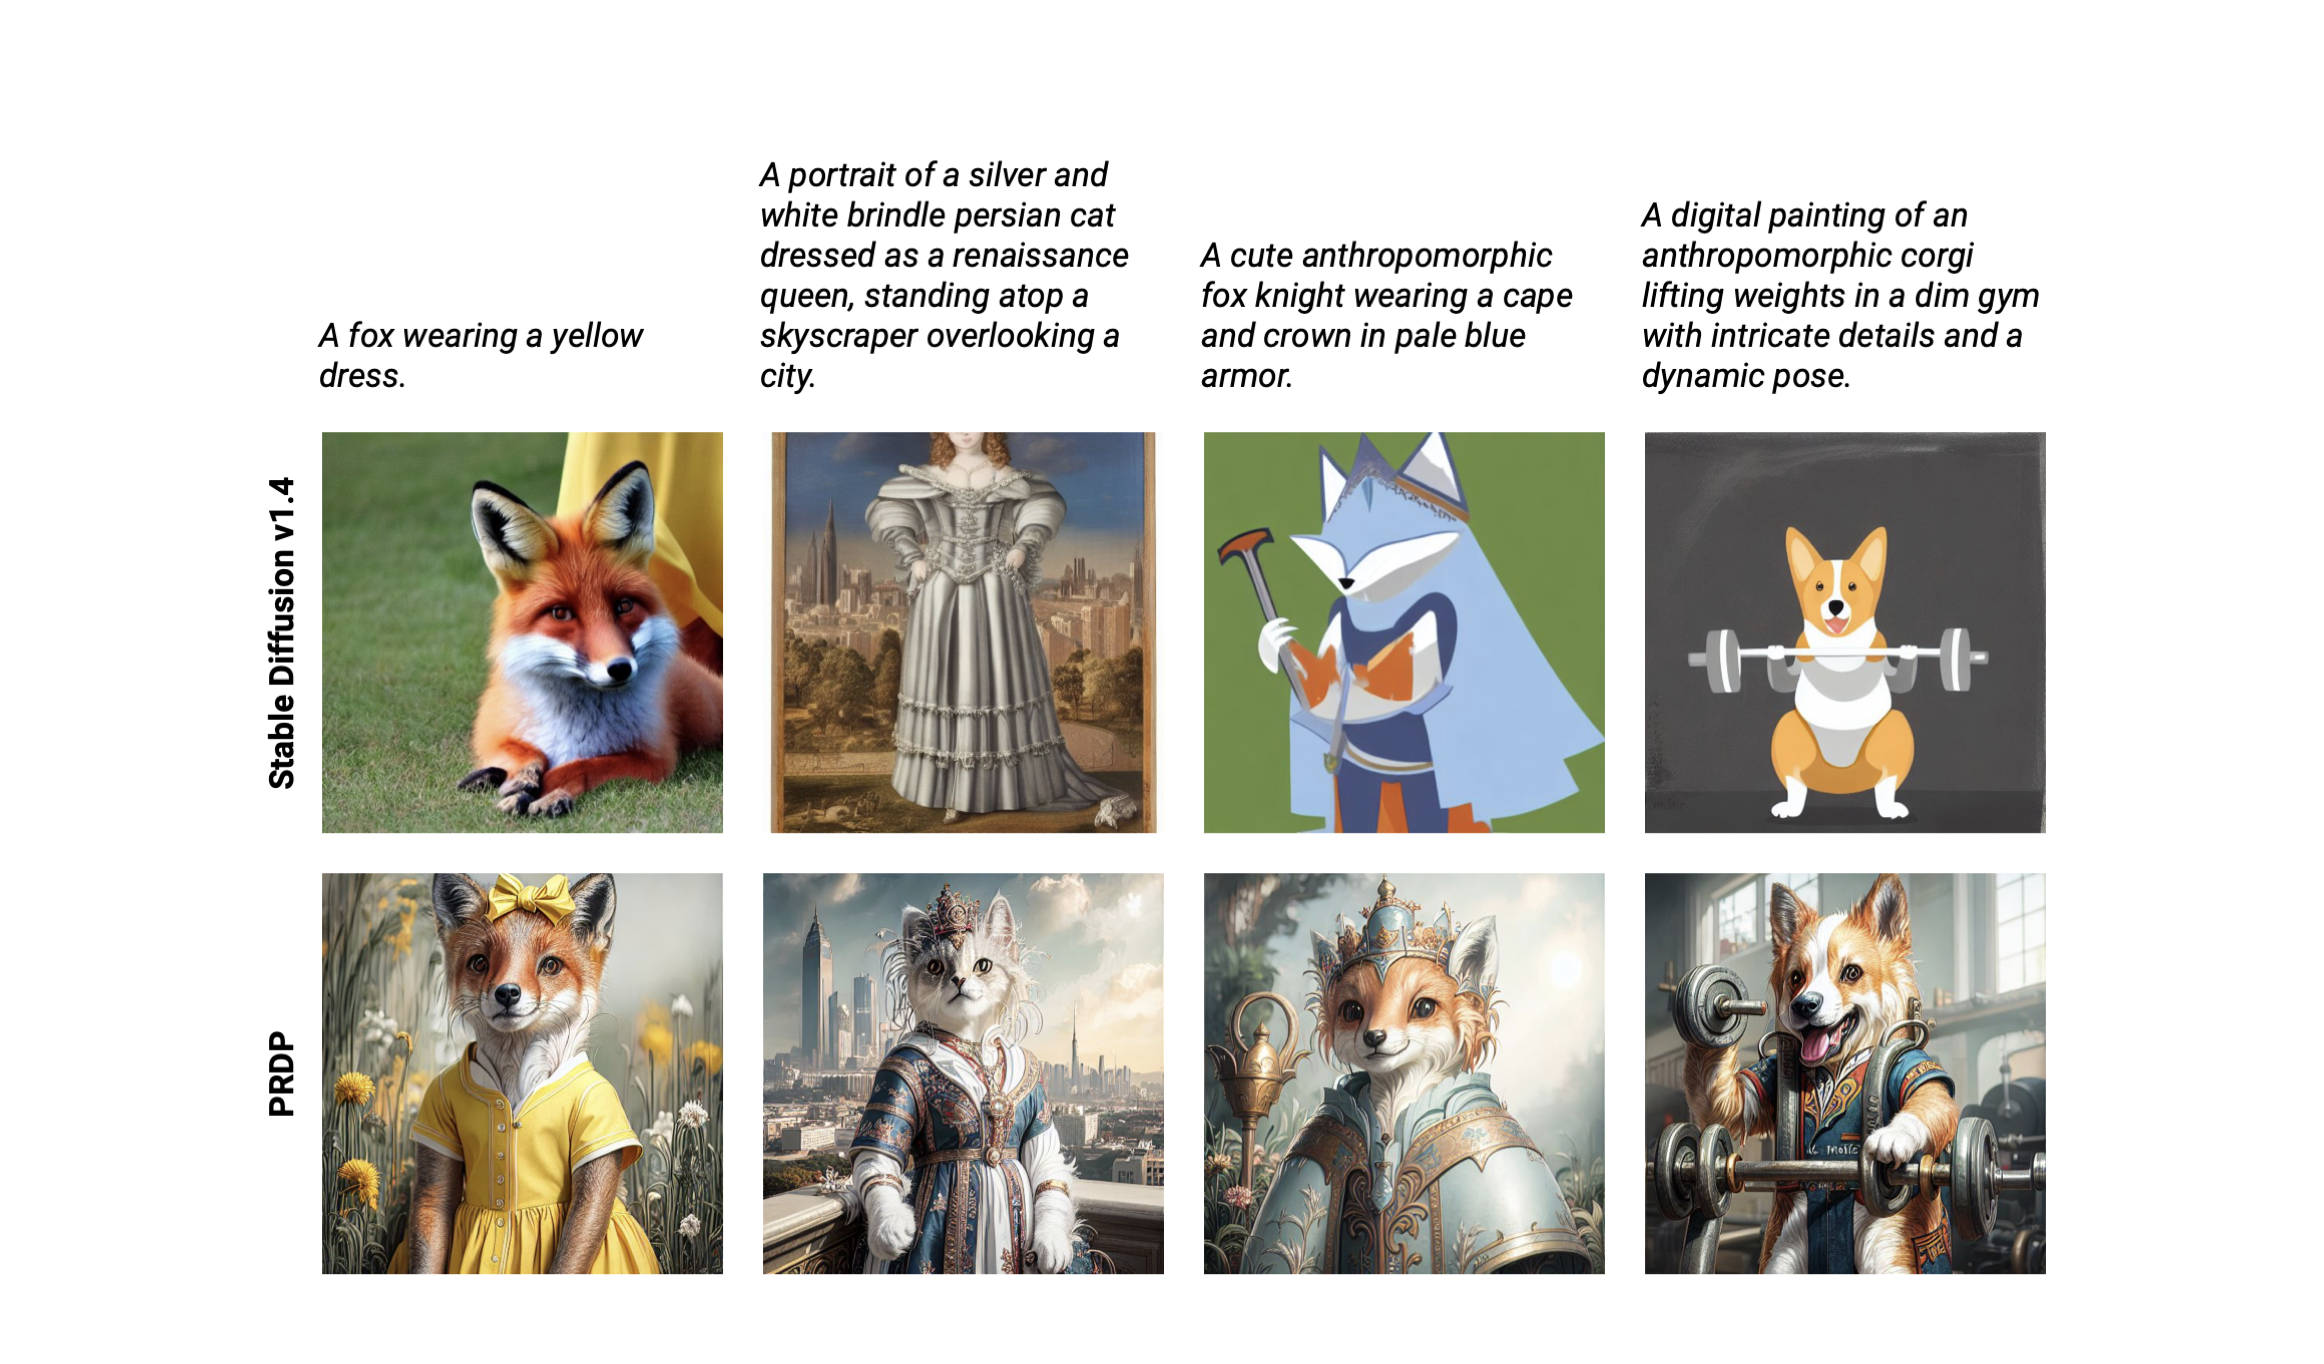 A fox wearing a yellow
dress.
A portrait of a silver and
white brindle persian cat
dressed as a renaissance
queen, standing atop a
skyscraper overlooking a
city.
A cute anthropomorphic
fox knight wearing a cape
and crown in pale blue
armor.
A digital painting of an
anthropomorphic corgi
lifting weights in a dim gym
with intricate details and a
dynamic pose.
Stable Diffusion v1.4
PRDP